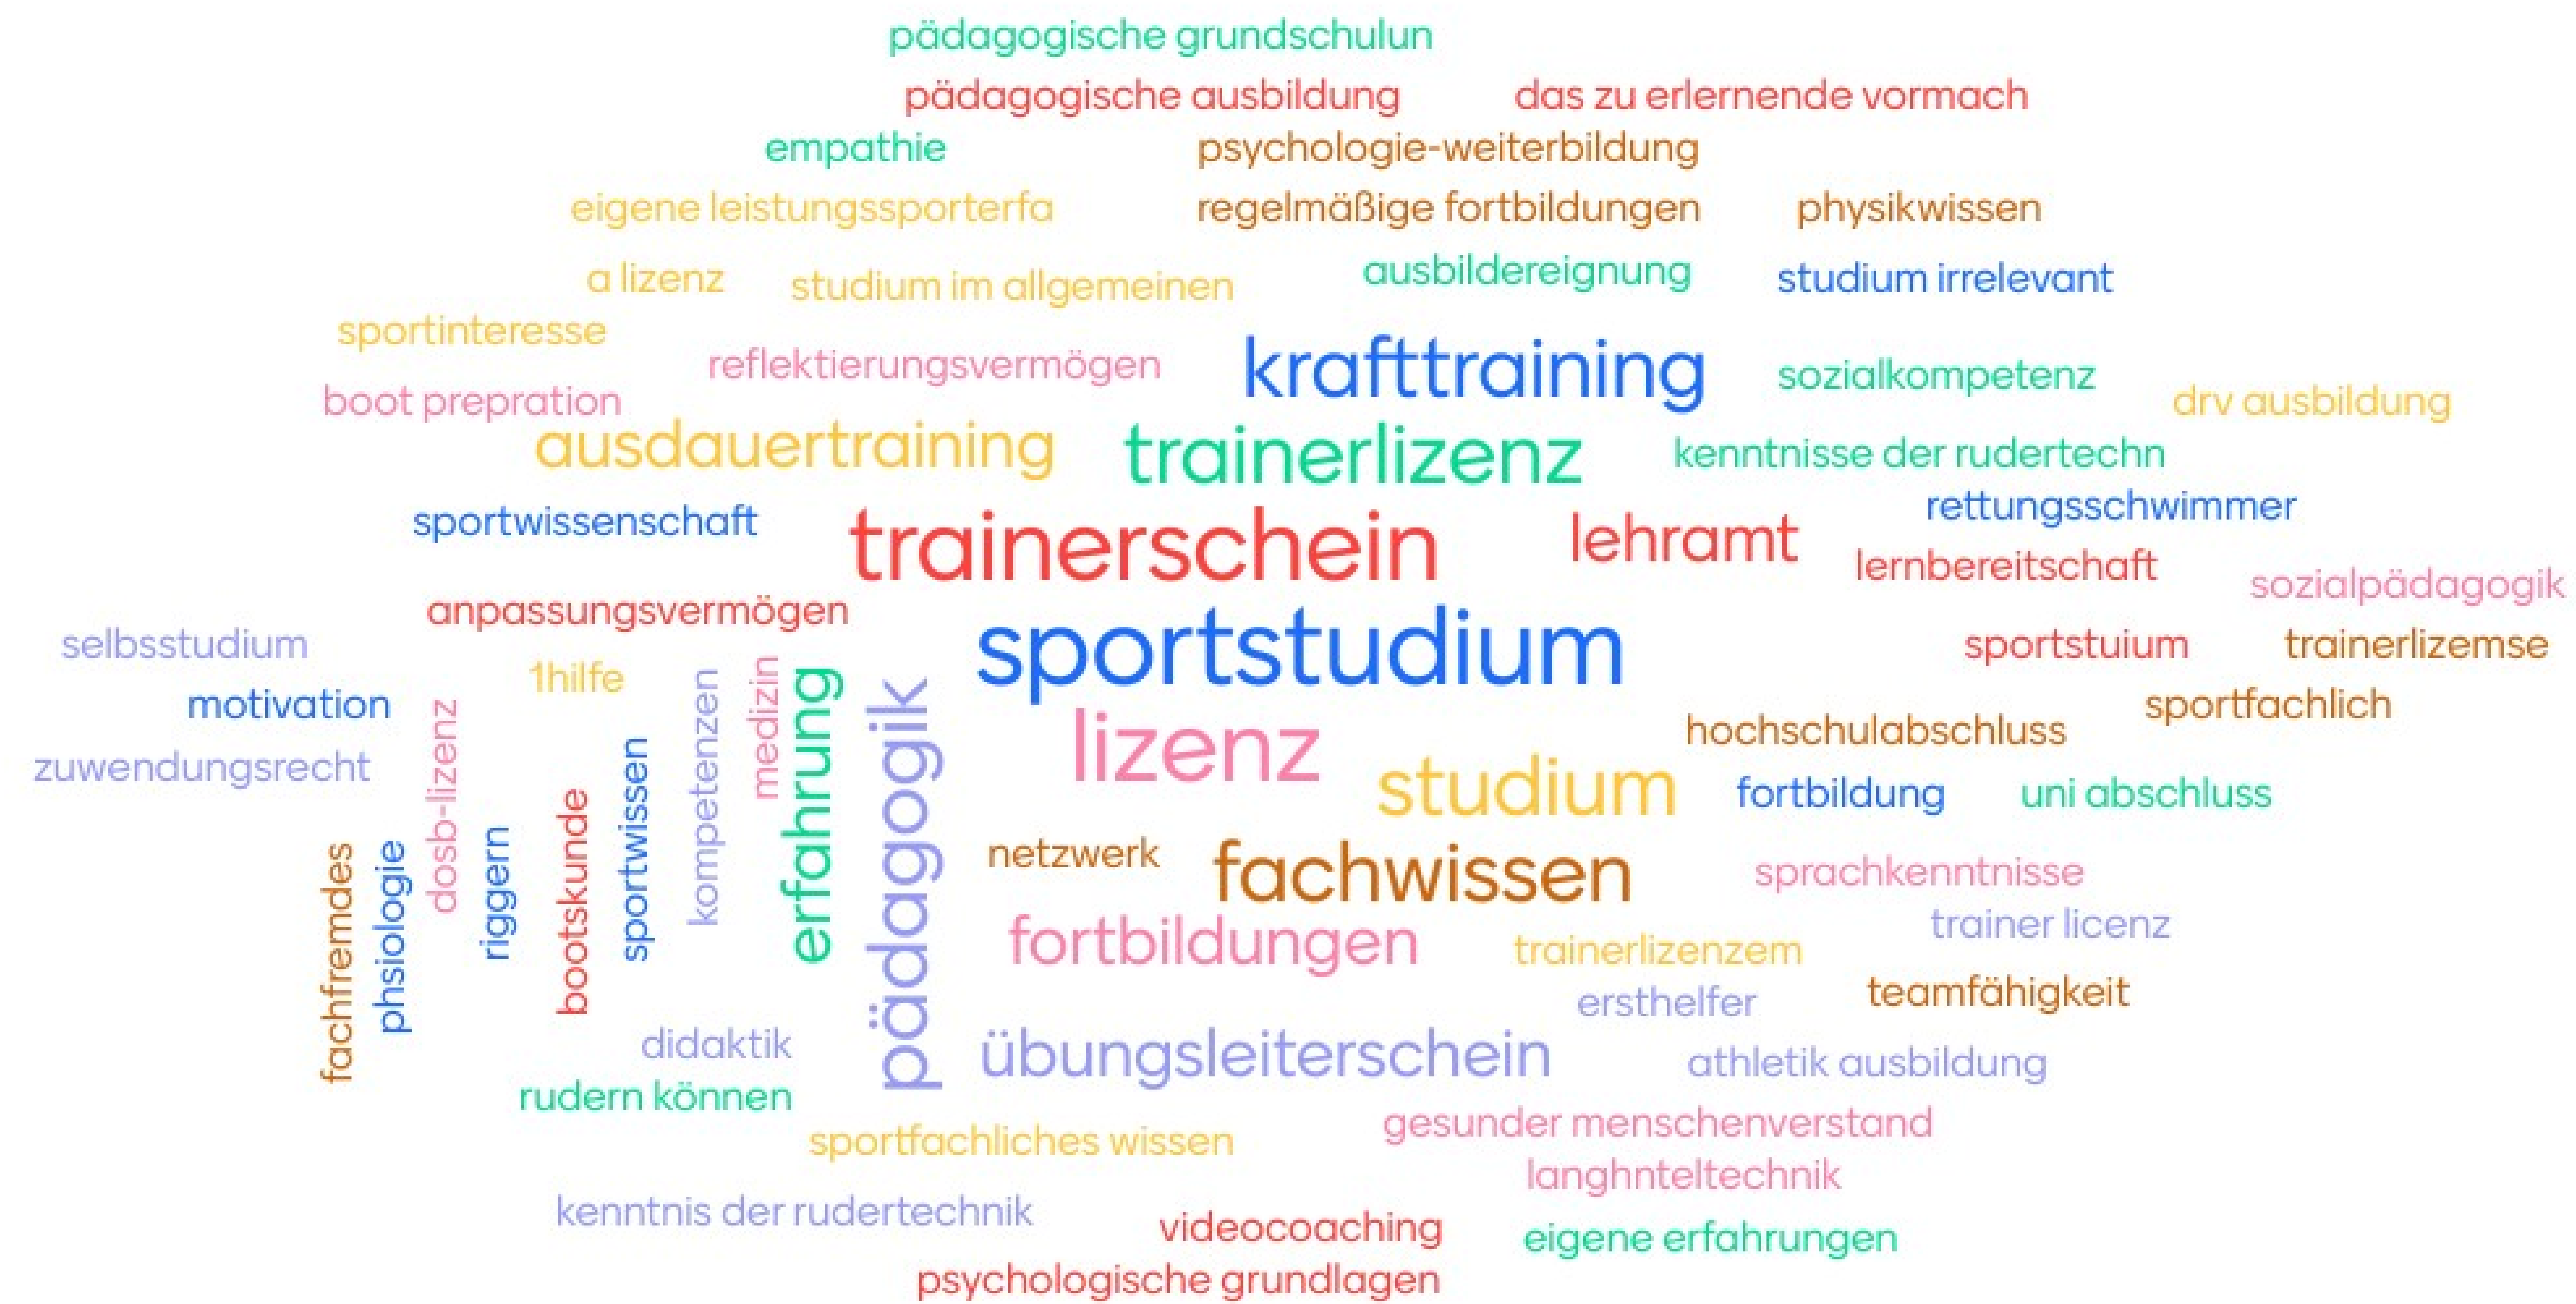 pädagogische grundschulun
pädagogische ausbildung
das zu erlernende vormach
empathie
psychologie-weiterbildung
eigene leistungssporterfa
regelmäßige fortbildungen
physikwissen
a lizenz
studium im allgemeinen
ausbildereignung
studium irrelevant
sportinteresse
reflektierungsvermögen
krafttraining
sozialkompetenz
boot prepration
drv ausbildung
ausdauertraining
trainerlizenz
kenntnisse der rudertechn
sportwissenschaft
trainerschein
lehramt
rettungsschwimmer
lernbereitschaft
sozialpädagogik
anpassungsvermögen
selbsstudium
sportstudium
sportstuium
trainerlizemse
1hilfe
motivation
sportfachlich
zuwendungsrecht
dosb-lizenz
kompetenzen
medizin
erfahrung
pädagogik
lizenz
hochschulabschluss
studium
fortbildung
uni abschluss
fachfremdes
phsiologie
riggern
bootskunde
sportwissen
netzwerk
fachwissen
sprachkenntnisse
fortbildungen
trainer licenz
trainerlizenzem
ersthelfer
teamfähigkeit
didaktik
übungsleiterschein
athletik ausbildung
rudern können
sportfachliches wissen
gesunder menschenverstand
langhnteltechnik
kenntnis der rudertechnik
videocoaching
eigene erfahrungen
psychologische grundlagen